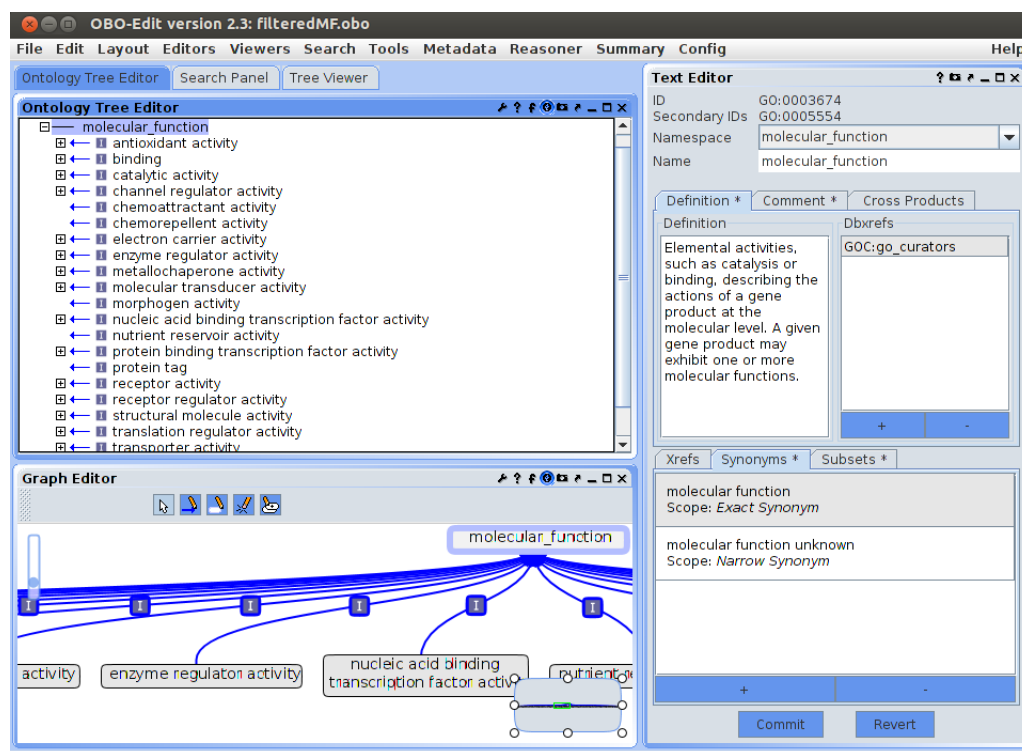 OBO-Edit version 2.3: filteredMF.obo
File Edit Layout Editors Viewers Search Tools Metadata Reasoner Summary Config Help
Ontology Tree Editor Search Panel Tree Viewer
Ontology Tree Editor
molecular_function
antioxidant activity
binding
catalytic activity
channel regulator activity
chemoattractant activity
chemorepellent activity
electron carrier activity
enzyme regulator activity
metallochaperone activity
molecular transducer activity
morphogen activity
nucleic acid binding transcription factor activity
nutrient reservoir activity
protein binding transcription factor activity
protein tag
receptor activity
receptor regulator activity
structural molecule activity
translation regulator activity
transporter activity
Graph Editor
molecular_function
I I I I I I
activity
enzyme regulator activity
nucleic acid binding
transcription factor activ
nutrient
Text Editor
ID GO:0003674
Secondary IDs GO:0005554
Namespace molecular_function
Name molecular_function
Definition * Comment * Cross Products
Definition
Elemental activities,
such as catalysis or
binding, describing the
actions of a gene
product at the
molecular level. A given
gene product may
exhibit one or more
molecular functions.
Dbxrefs
GOC:go_curators
+ -
Xrefs Synonyms * Subsets *
molecular function
Scope: Exact Synonym
molecular function unknown
Scope: Narrow Synonym
+ -
Commit Revert